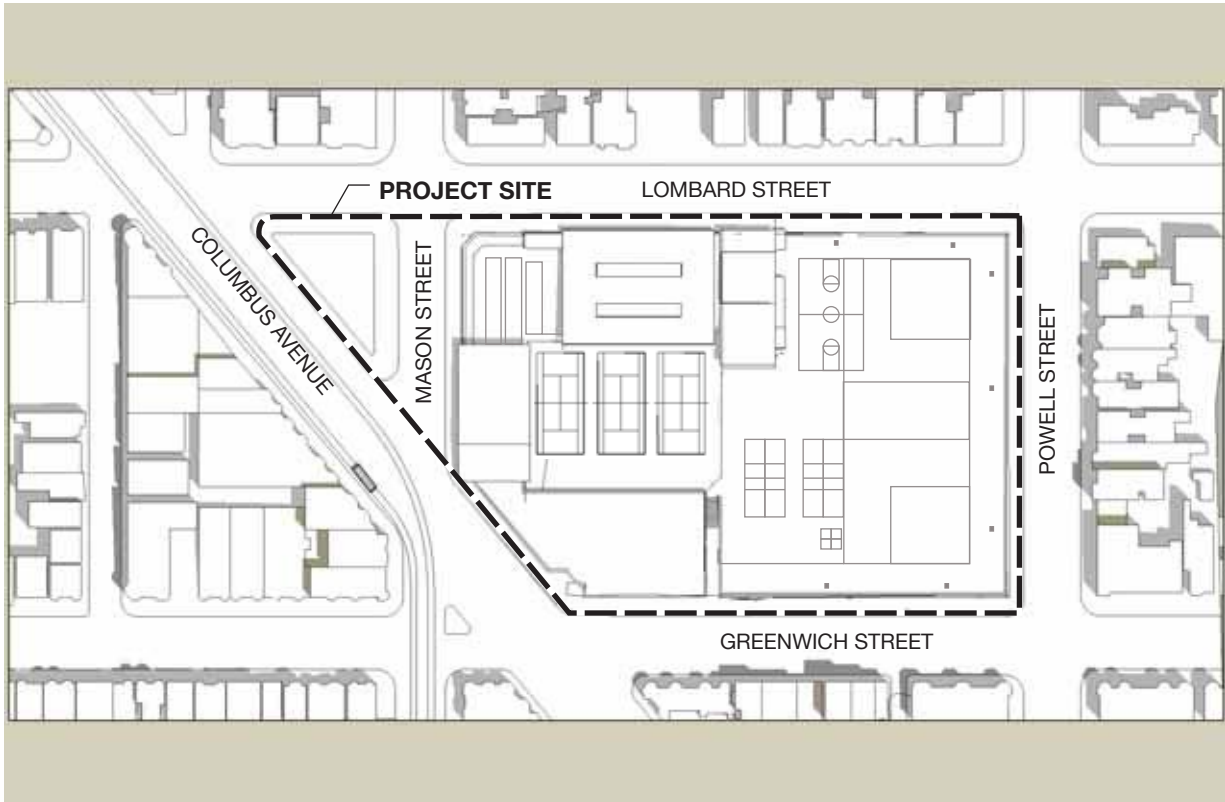 PROJECT SITE
LOMBARD STREET
COLUMBUS AVENUE
MASON STREET
POWELL STREET
GREENWICH STREET